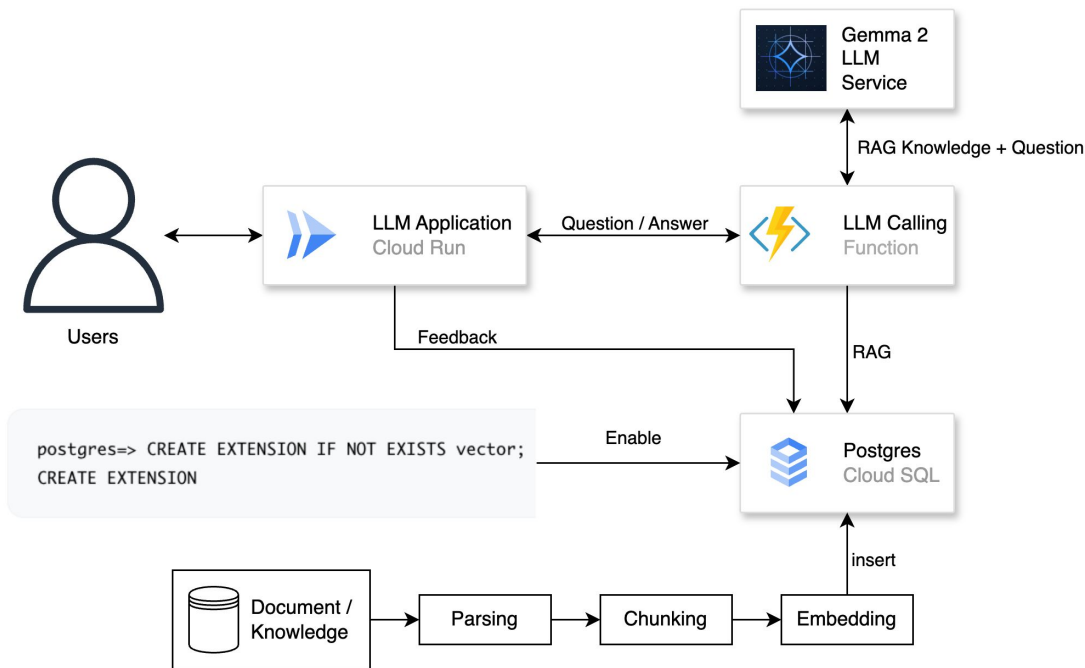 Gemma 2
LLM
Service
RAG Knowledge + Question
LLM Application
Cloud Run
Question / Answer
LLM Calling
Function
Users
Feedback
RAG
postgres=> CREATE EXTENSION IF NOT EXISTS vector;
CREATE EXTENSION
Enable
Postgres
Cloud SQL
insert
Document /
Knowledge
Parsing
Chunking
Embedding